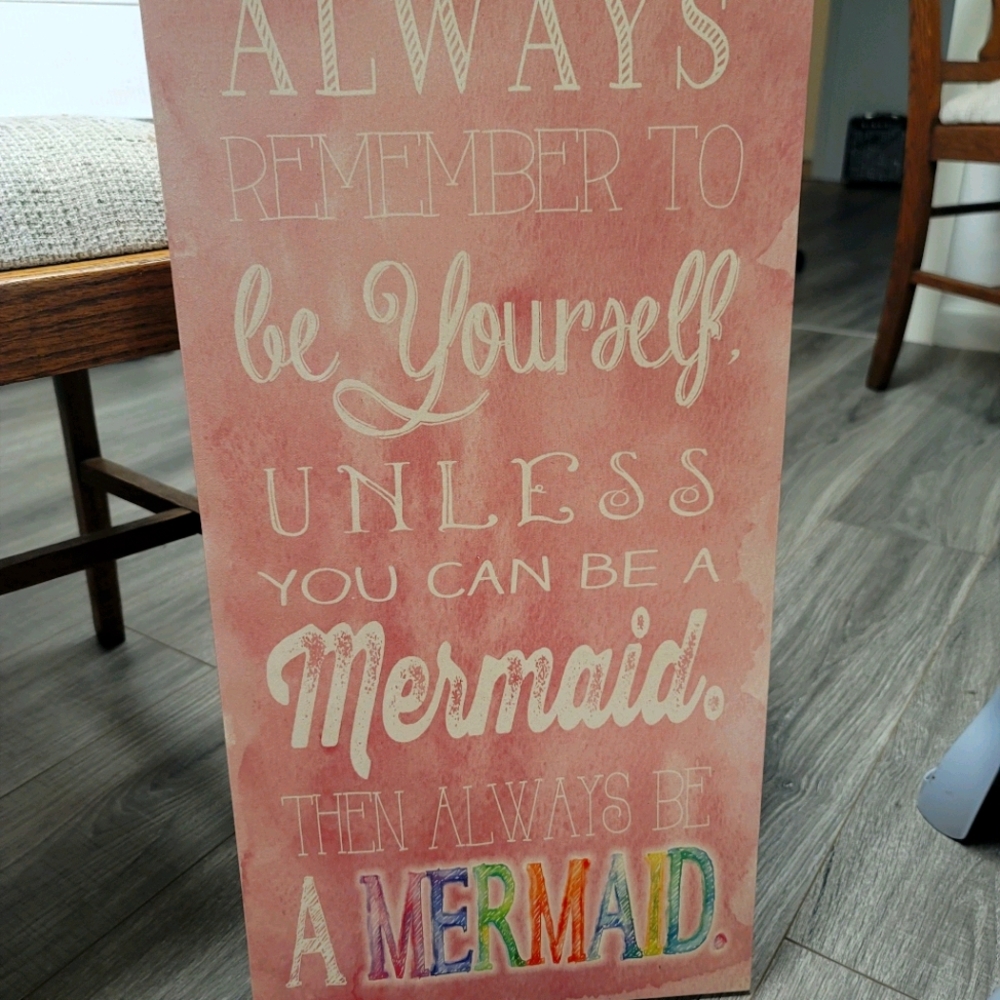 ALWAYS
REMEMBER TO
be Yourself,
UNLESS
YOU CAN BE A
Mermaid.
THEN ALWAYS BE
A MERMAID.